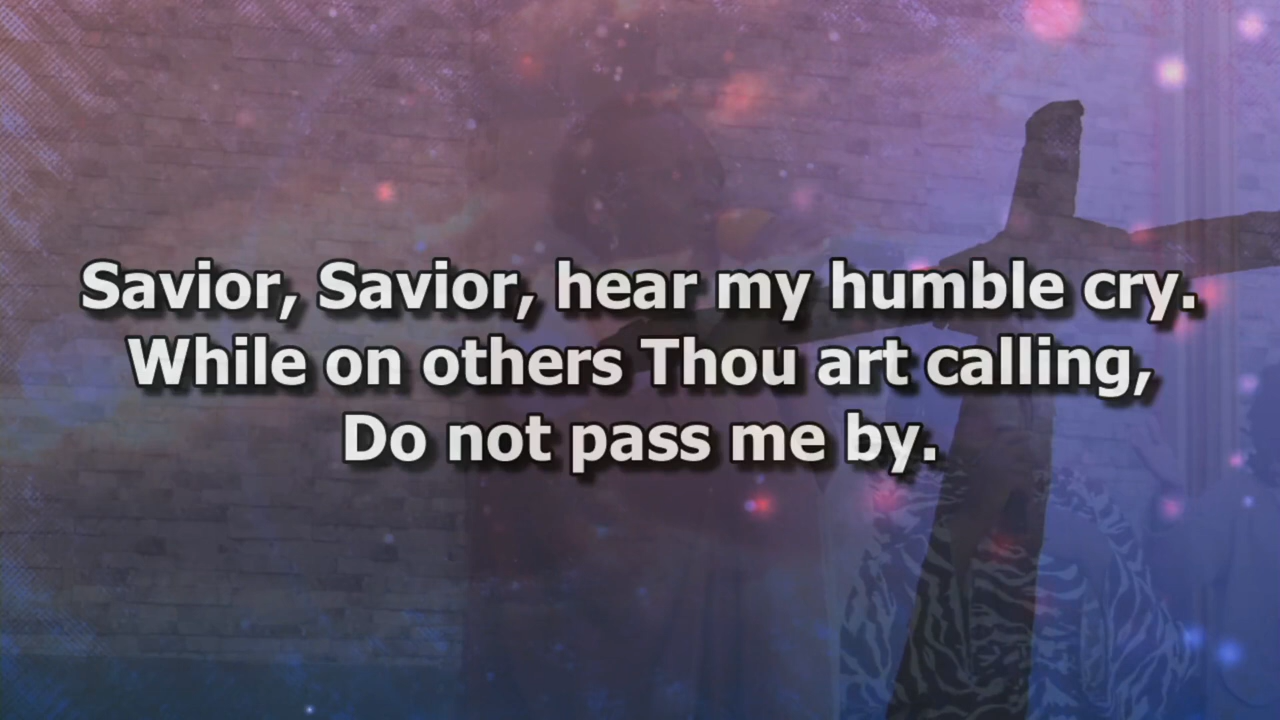 Savior, Savior, hear my humble cry.
While on others Thou art calling,
Do not pass me by.